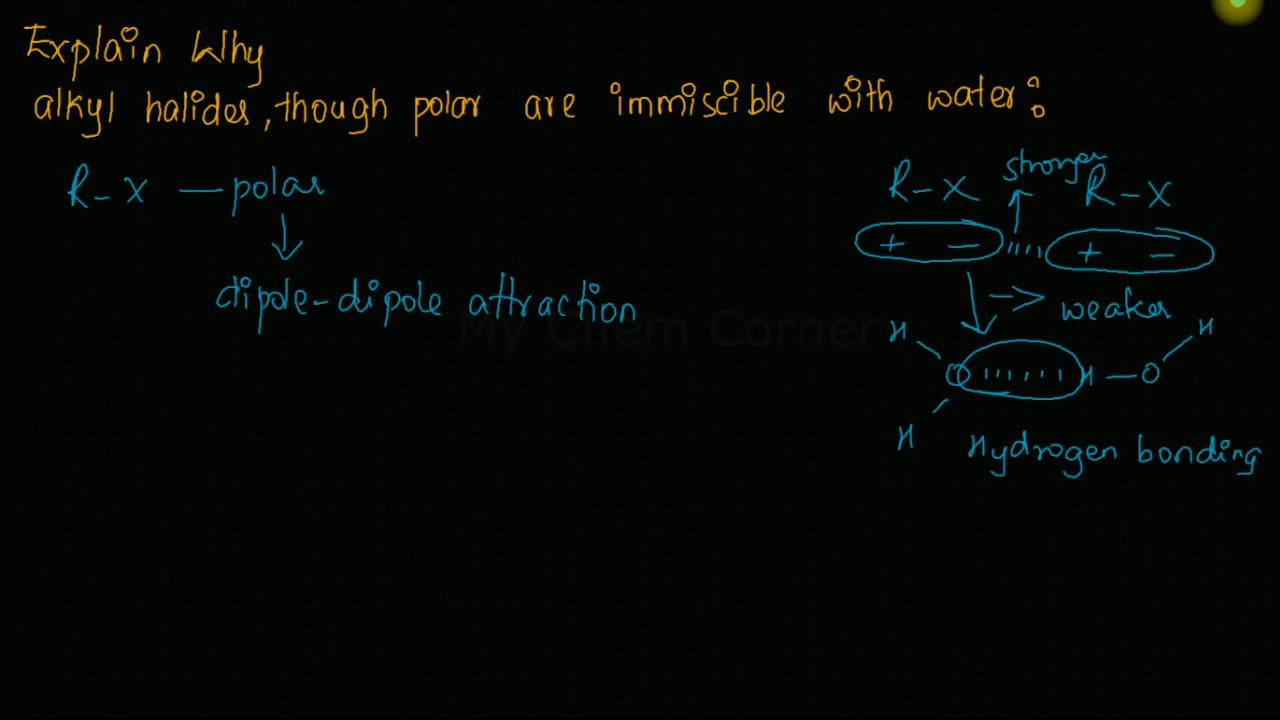 Explain Why
alkyl halides, though polar are immiscible with water:
R-X — polar
↓
dipole-dipole attraction
stronger
R-X R-X
+ - + -
→ weaker
H H
O H-O
H
Hydrogen bonding
My Chem Corner